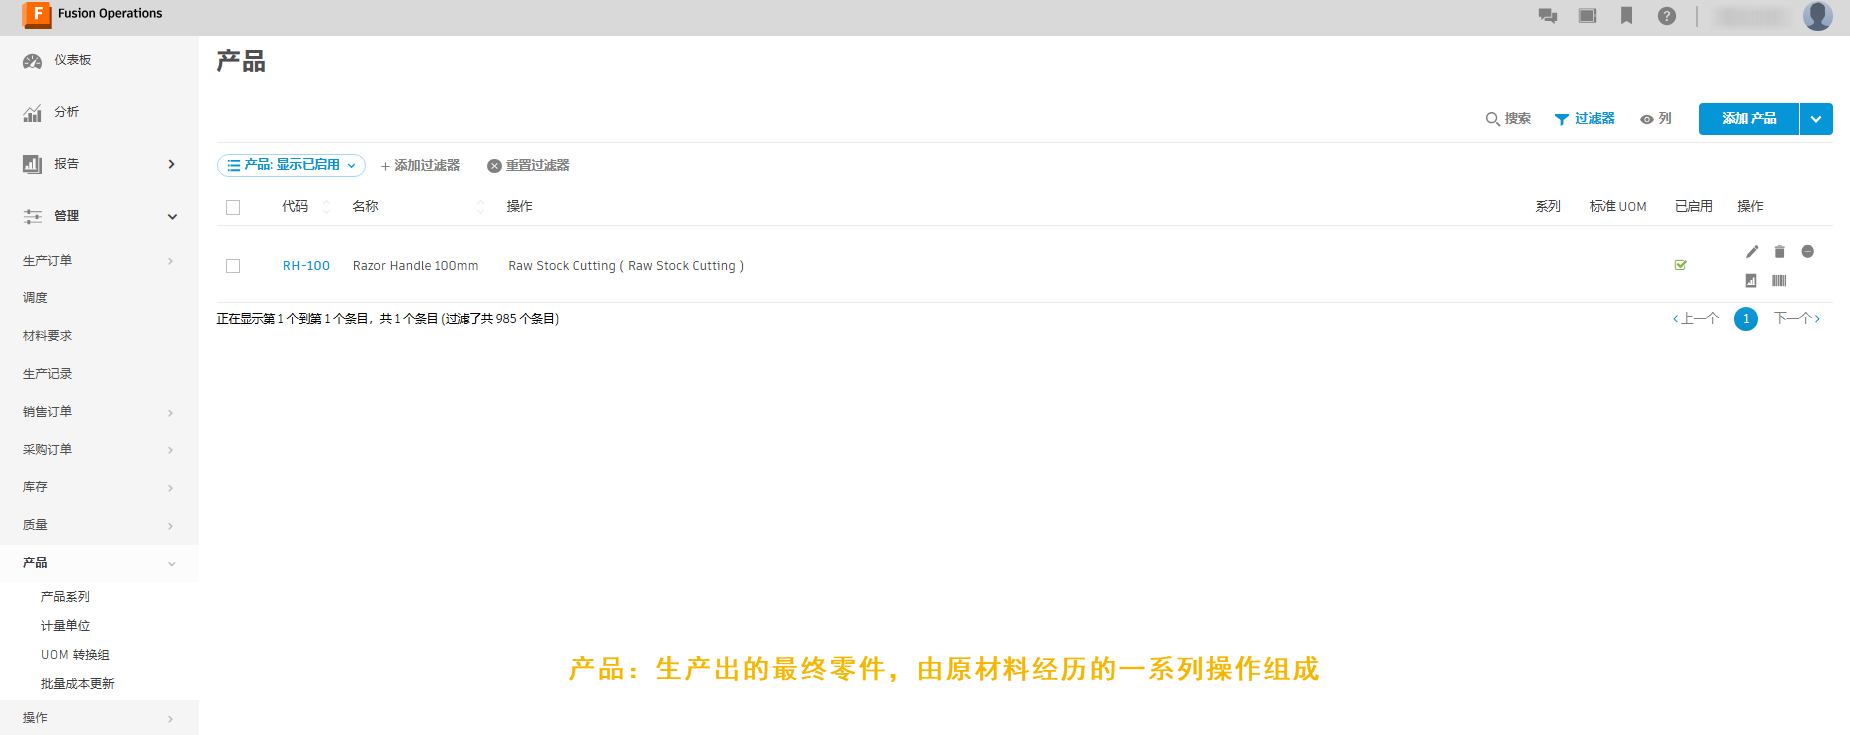 F Fusion Operations
仪表板
分析
报告
管理
生产订单
调度
材料要求
生产记录
销售订单
采购订单
库存
质量
产品
产品系列
计量单位
UOM 转换组
批量成本更新
操作
产品
搜索 过滤器 列 添加 产品
产品: 显示已启用 + 添加过滤器 重置过滤器
代码 名称 操作 系列 标准 UOM 已启用 操作
RH-100 Razor Handle 100mm Raw Stock Cutting ( Raw Stock Cutting )
正在显示第 1 个到第 1 个条目，共 1 个条目 (过滤了共 985 个条目)
上一个 1 下一个
产品：生产出的最终零件，由原材料经历的一系列操作组成